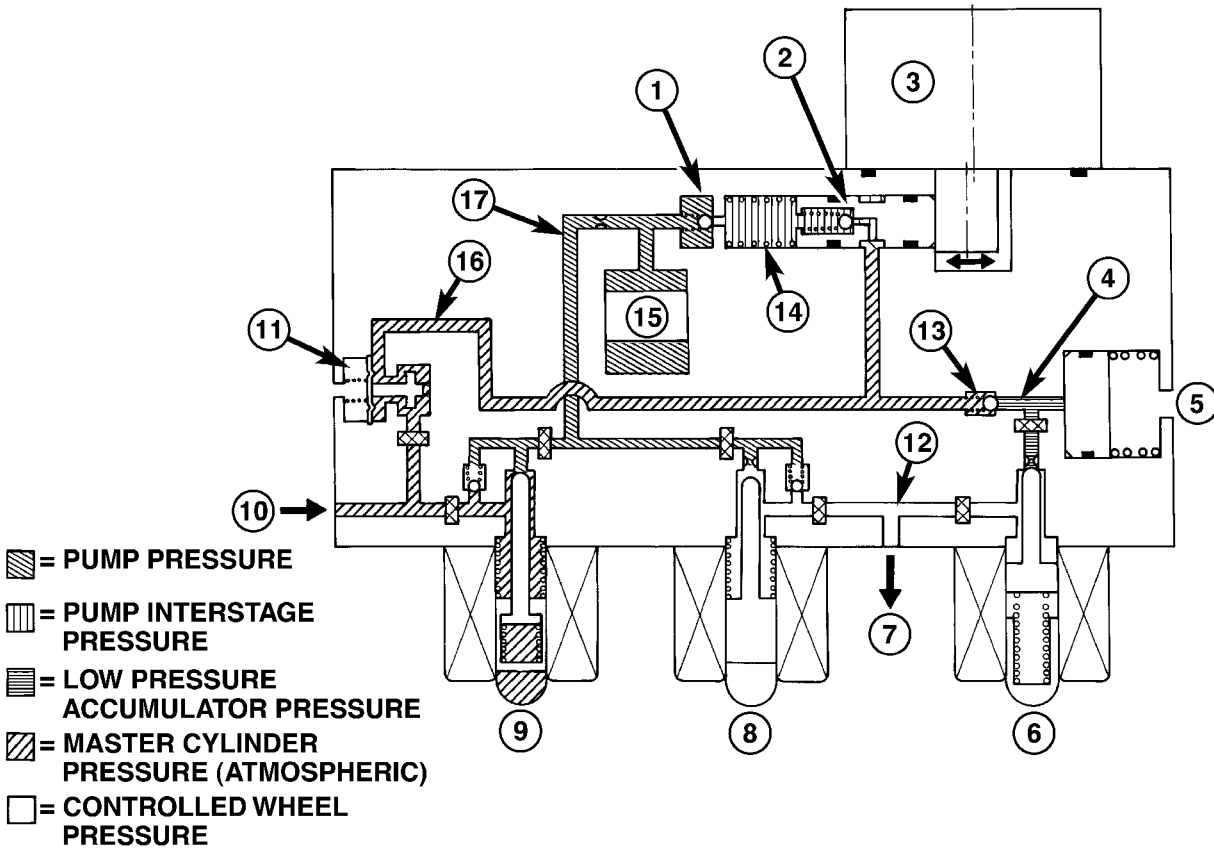 1
2
3
17
16
4
14
15
11
13
5
12
10
7
9
8
6
= PUMP PRESSURE
= PUMP INTERSTAGE
PRESSURE
= LOW PRESSURE
ACCUMULATOR PRESSURE
= MASTER CYLINDER
PRESSURE (ATMOSPHERIC)
= CONTROLLED WHEEL
PRESSURE